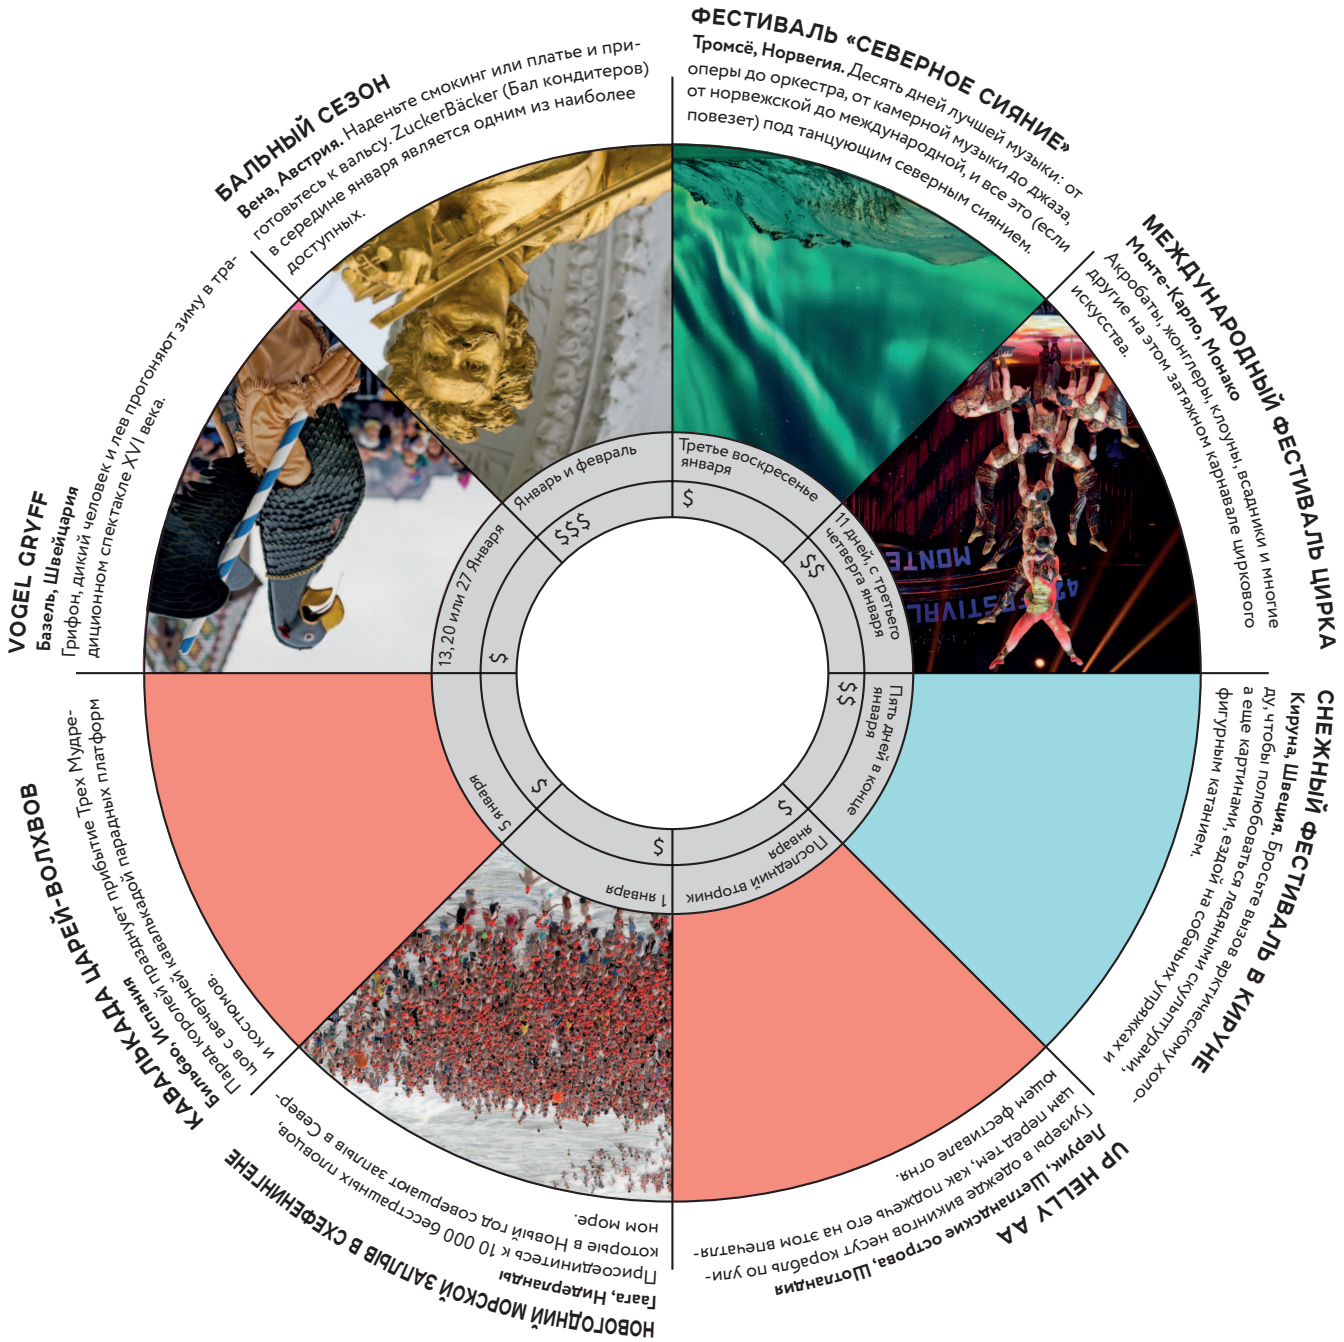 ФЕСТИВАЛЬ «СЕВЕРНОЕ СИЯНИЕ»
Тромсё, Норвегия. Десять дней лучшей музыки: от
оперы до оркестра, от камерной музыки до джаза,
от норвежской до международной, и все это (если
повезет) под танцующим северным сиянием.
Третье воскресенье
января
$
МЕЖДУНАРОДНЫЙ ФЕСТИВАЛЬ ЦИРКА
Монте-Карло, Монако
Акробаты, жонглеры, клоуны, всадники и многие
другие на этом затяжном карнавале циркового
искусства.
11 дней, с третьего
четверга января
$$
MONTE
42 FESTIVAL
СНЕЖНЫЙ ФЕСТИВАЛЬ В КИРУНЕ
Кируна, Швеция. Бросьте вызов арктическому холо-
ду, чтобы полюбоваться ледяными скульптурами,
а еще картинами, ездой на собачьих упряжках и
фигурным катанием.
Пять дней в конце
января
$$
UP HELLY AA
Леруик, Шетландские острова, Шотландия
Гуизеры в одежде викингов несут корабль по ули-
цам перед тем, как поджечь его на этом впечатля-
ющем фестивале огня.
Последний вторник
января
$
НОВОГОДНИЙ МОРСКОЙ ЗАПЛЫВ В СХЕФЕНИНГЕНЕ
Гаага, Нидерланды
Присоединитесь к 10 000 бесстрашных пловцов,
которые в Новый год совершают заплыв в Север-
ном море.
1 января
$
КАВАЛЬКАДА ЦАРЕЙ-ВОЛХВОВ
Бильбао, Испания
Парад королей празднует прибытие Трех Мудре-
цов с вечерней кавалькадой парадных платформ
и костюмов.
5 января
$
VOGEL GRYFF
Базель, Швейцария
Грифон, дикий человек и лев прогоняют зиму в тра-
диционном спектакле XVI века.
13, 20 или 27 Января
$
БАЛЬНЫЙ СЕЗОН
Вена, Австрия. Наденьте смокинг или платье и при-
готовьтесь к вальсу. ZuckerBäcker (Бал кондитеров)
в середине января является одним из наиболее
доступных.
Январь и февраль
$$$